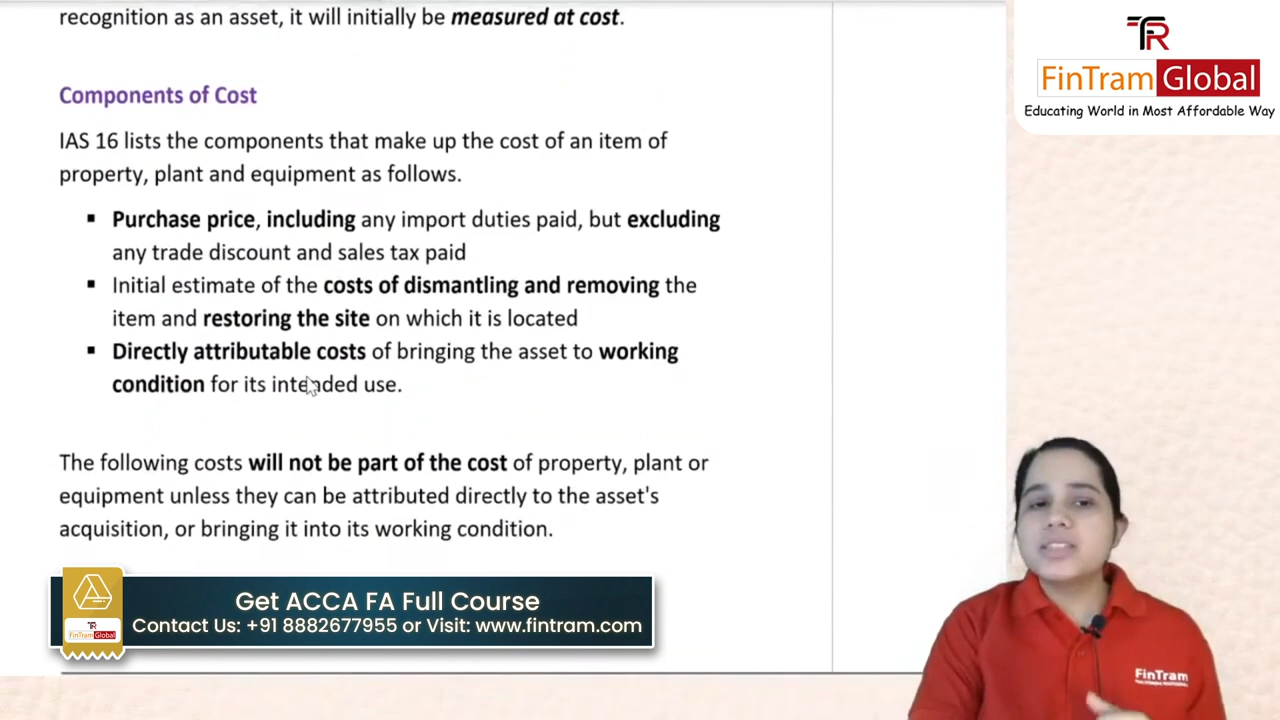 recognition as an asset, it will initially be measured at cost.
Components of Cost
IAS 16 lists the components that make up the cost of an item of
property, plant and equipment as follows.
▪ Purchase price, including any import duties paid, but excluding
any trade discount and sales tax paid
▪ Initial estimate of the costs of dismantling and removing the
item and restoring the site on which it is located
▪ Directly attributable costs of bringing the asset to working
condition for its intended use.
The following costs will not be part of the cost of property, plant or
equipment unless they can be attributed directly to the asset's
acquisition, or bringing it into its working condition.
TR
FinTram Global
Educating World in Most Affordable Way
TR
FinTram Global
Get ACCA FA Full Course
Contact Us: +91 8882677955 or Visit: www.fintram.com
FinTram